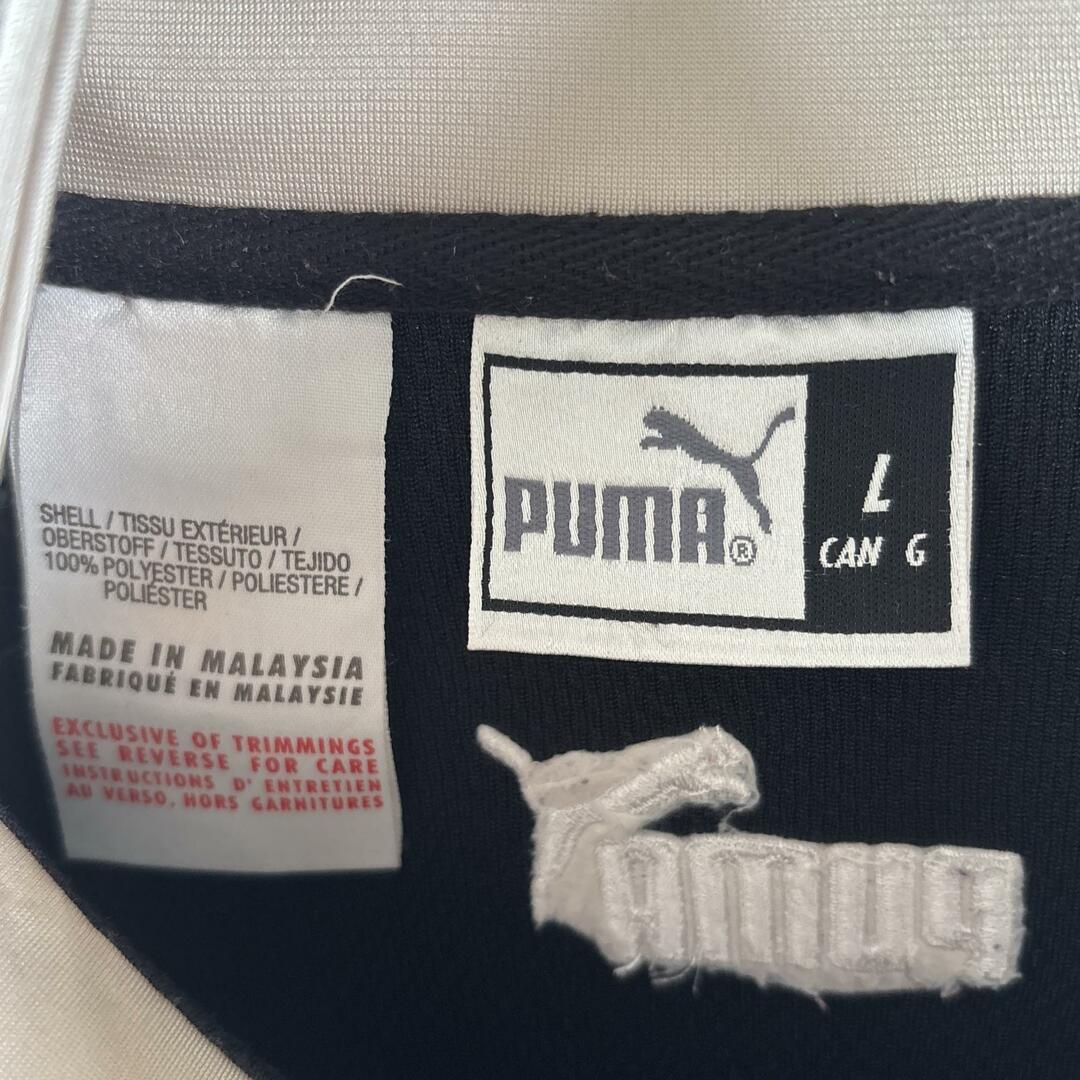 SHELL / TISSU EXTÉRIEUR /
OBERSTOFF / TESSUTO / TEJIDO
100% POLYESTER / POLIESTERE /
POLIÉSTER
MADE IN MALAYSIA
FABRIQUÉ EN MALAYSIE
EXCLUSIVE OF TRIMMINGS
SEE REVERSE FOR CARE
INSTRUCTIONS D' ENTRETIEN
AU VERSO, HORS GARNITURES
PUMA®
L
CAN G
PUMA